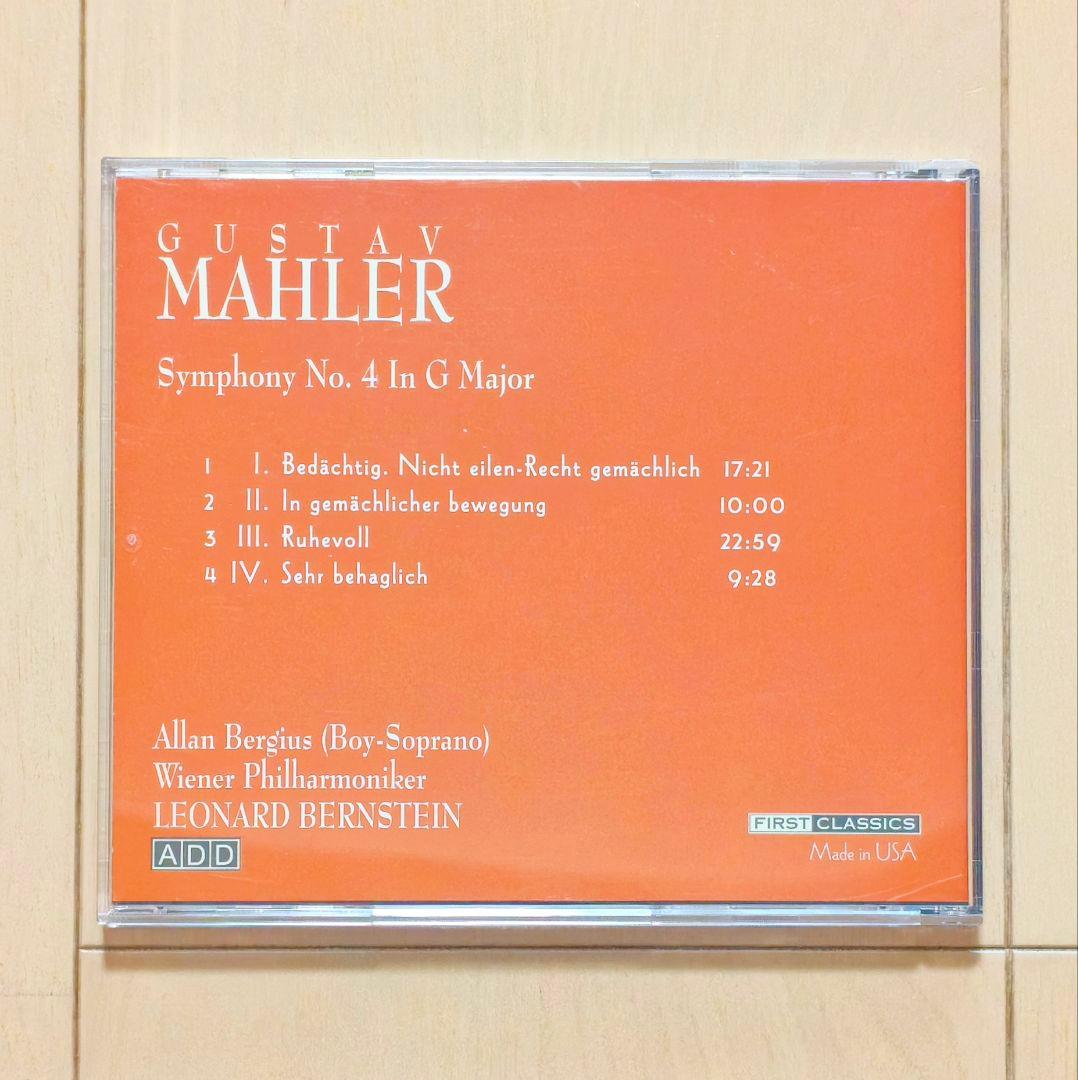 GUSTAV
MAHLER
Symphony No. 4 In G Major
1 I. Bedächtig. Nicht eilen-Recht gemächlich 17:21
2 II. In gemächlicher bewegung 10:00
3 III. Ruhevoll 22:59
4 IV. Sehr behaglich 9:28
Allan Bergius (Boy-Soprano)
Wiener Philharmoniker
LEONARD BERNSTEIN
ADD
FIRST CLASSICS
Made in USA